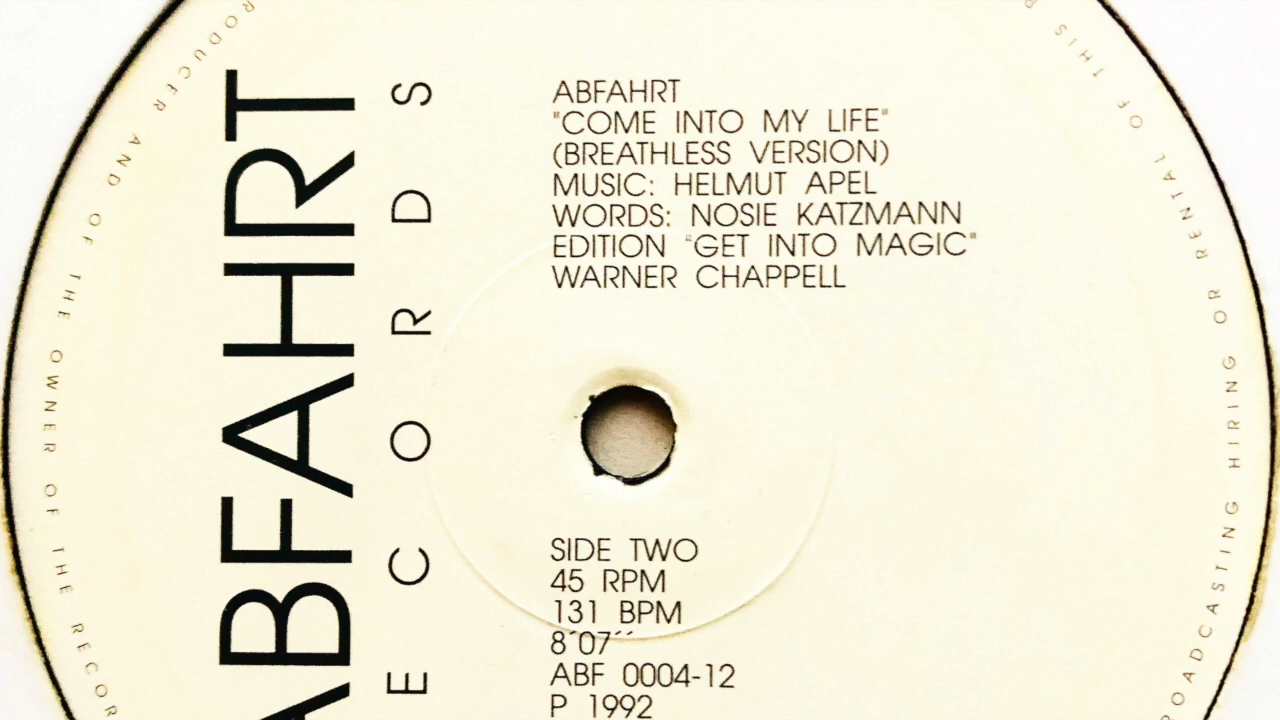 ABFAHRT
RECORDS
ABFAHRT
"COME INTO MY LIFE"
(BREATHLESS VERSION)
MUSIC: HELMUT APEL
WORDS: NOSIE KATZMANN
EDITION "GET INTO MAGIC"
WARNER CHAPPELL
SIDE TWO
45 RPM
131 BPM
8´07´´
ABF 0004-12
P 1992
PRODUCER AND OF THE OWNER OF THE RECOR
OF THIS
BROADCASTING HIRING OR RENTAL